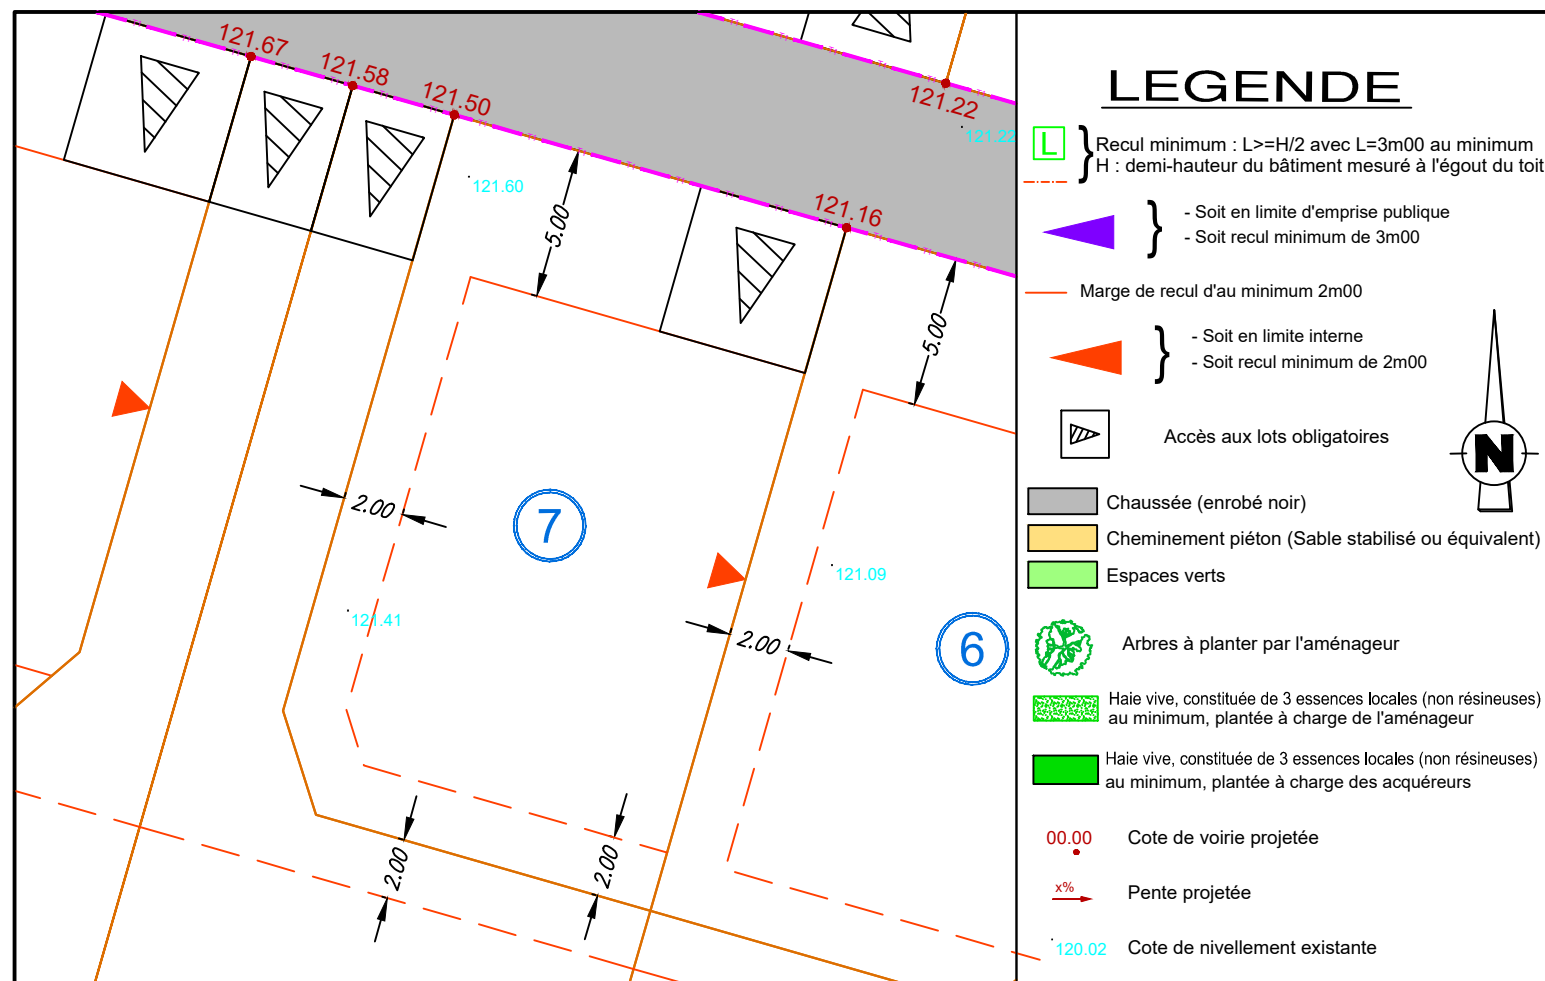 121.67
121.58
121.50
121.22
121.22
121.60
5.00
121.16
5.00
2.00
7
121.41
2.00
121.09
6
2.00
2.00
LEGENDE
L
Recul minimum : L>=H/2 avec L=3m00 au minimum
H : demi-hauteur du bâtiment mesuré à l'égout du toit
- Soit en limite d'emprise publique
- Soit recul minimum de 3m00
Marge de recul d'au minimum 2m00
- Soit en limite interne
- Soit recul minimum de 2m00
Accès aux lots obligatoires
N
Chaussée (enrobé noir)
Cheminement piéton (Sable stabilisé ou équivalent)
Espaces verts
Arbres à planter par l'aménageur
Haie vive, constituée de 3 essences locales (non résineuses)
au minimum, plantée à charge de l'aménageur
Haie vive, constituée de 3 essences locales (non résineuses)
au minimum, plantée à charge des acquéreurs
00.00 Cote de voirie projetée
x% Pente projetée
120.02 Cote de nivellement existante